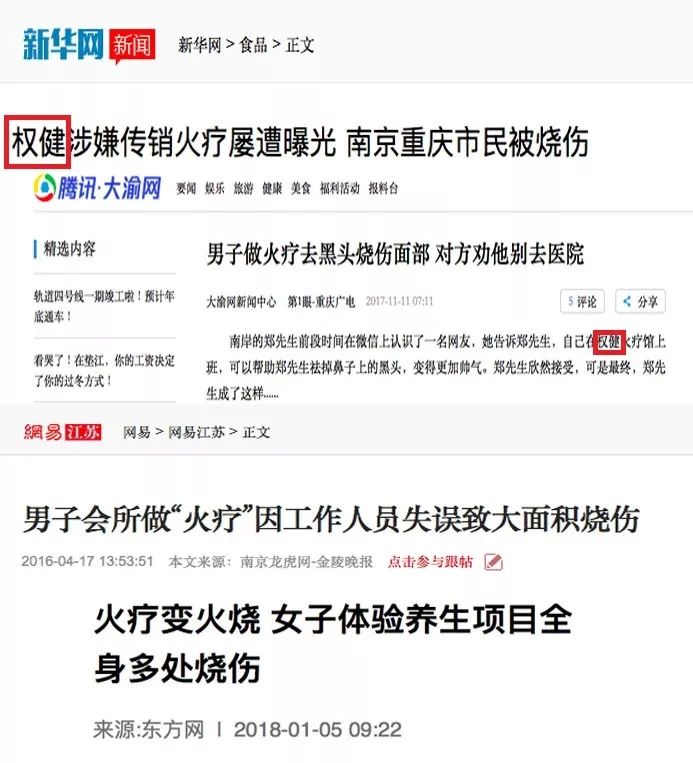 新华网 新闻 新华网 > 食品 > 正文
权健涉嫌传销火疗屡遭曝光 南京重庆市民被烧伤
腾讯·大渝网 要闻 娱乐 旅游 健康 美食 福利活动 报料台
精选内容
轨道四号线一期竣工啦！预计年
底通车！
看哭了！在垫江，你的工资决定
了你的过冬方式！
男子做火疗去黑头烧伤面部 对方劝他别去医院
大渝网新闻中心 第1眼-重庆广电 2017-11-11 07:11 5 评论 分享
南岸的郑先生前段时间在微信上认识了一名网友，她告诉郑先生，自己在权健火疗馆上
班，可以帮助郑先生祛掉鼻子上的黑头，变得更加帅气。郑先生欣然接受，可是最终，郑先
生成了这样......
網易 江苏 网易 > 网易江苏 > 正文
男子会所做“火疗”因工作人员失误致大面积烧伤
2016-04-17 13:53:51 本文来源：南京龙虎网-金陵晚报 点击参与跟帖
火疗变火烧 女子体验养生项目全
身多处烧伤
来源:东方网 | 2018-01-05 09:22